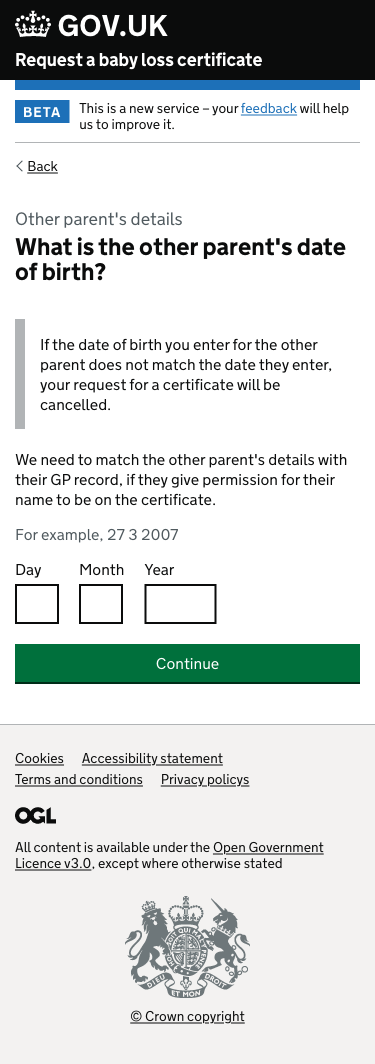 GOV.UK
Request a baby loss certificate
BETA
This is a new service – your feedback will help
us to improve it.
Back
Other parent's details
What is the other parent's date
of birth?
If the date of birth you enter for the other
parent does not match the date they enter,
your request for a certificate will be
cancelled.
We need to match the other parent's details with
their GP record, if they give permission for their
name to be on the certificate.
For example, 27 3 2007
Day Month Year
Continue
Cookies Accessibility statement
Terms and conditions Privacy policys
OGL
All content is available under the Open Government
Licence v3.0, except where otherwise stated
DIEU ET MON DROIT
© Crown copyright